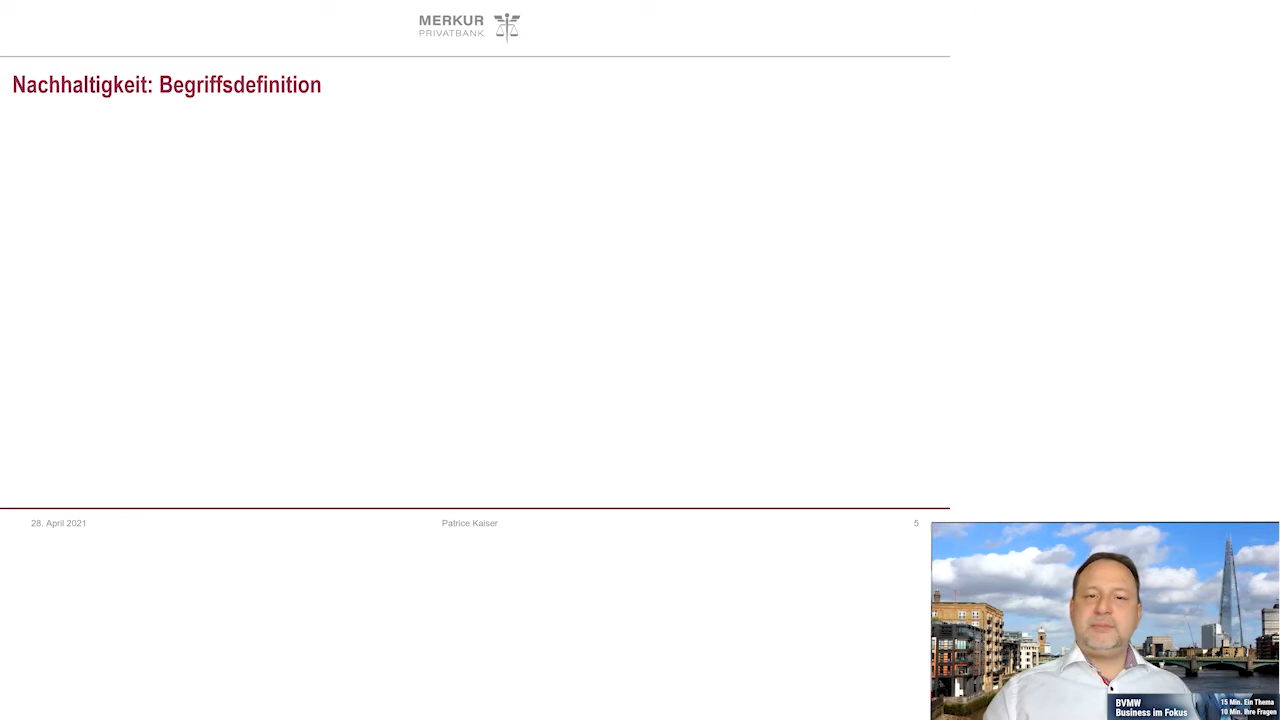 MERKUR
PRIVATBANK
Nachhaltigkeit: Begriffsdefinition
28. April 2021
Patrice Kaiser
5
BVMW
Business im Fokus
15 Min. Ein Thema
10 Min. Ihre Fragen